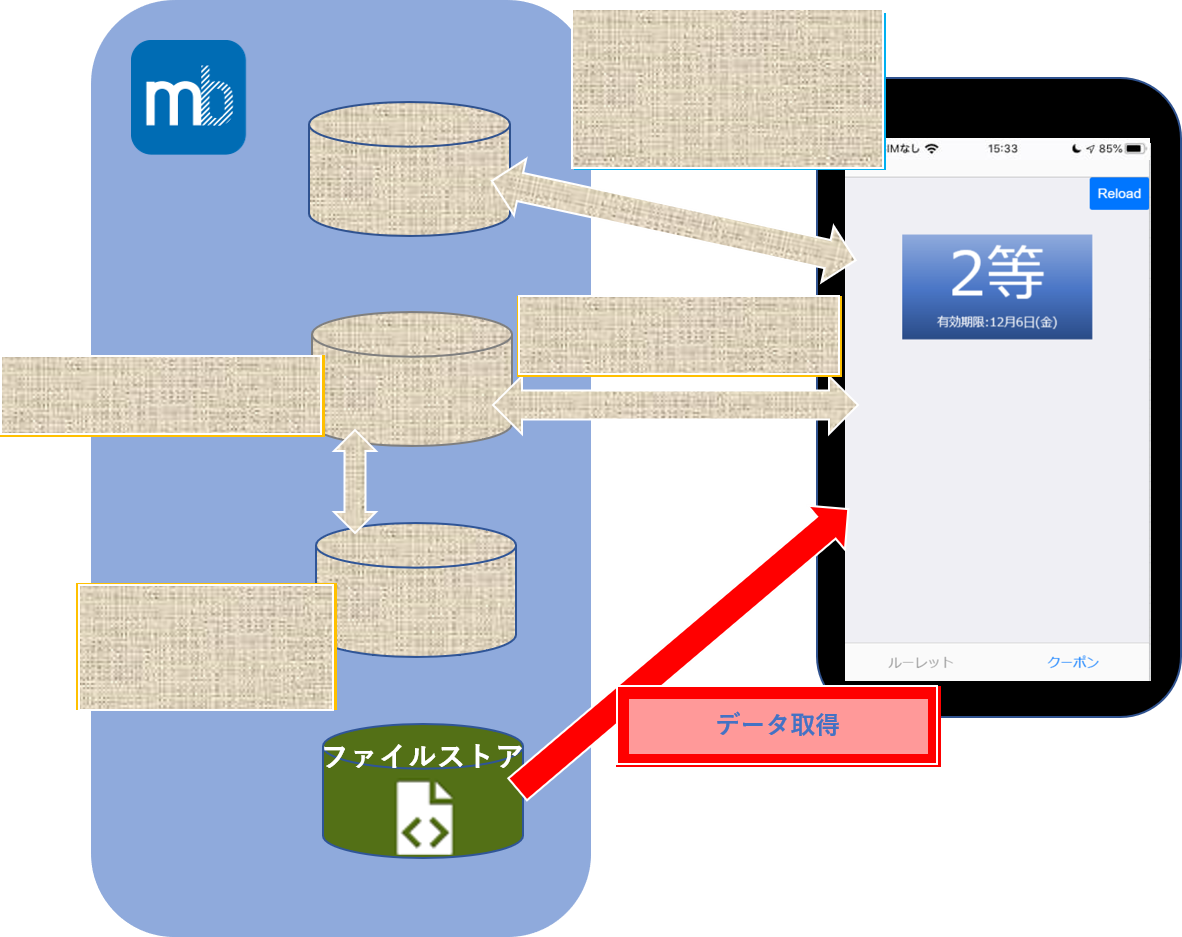 mb
IMなし 15:33 85%
Reload
2等
有効期限:12月6日(金)
ルーレット クーポン
データ取得
ファイルストア
<>